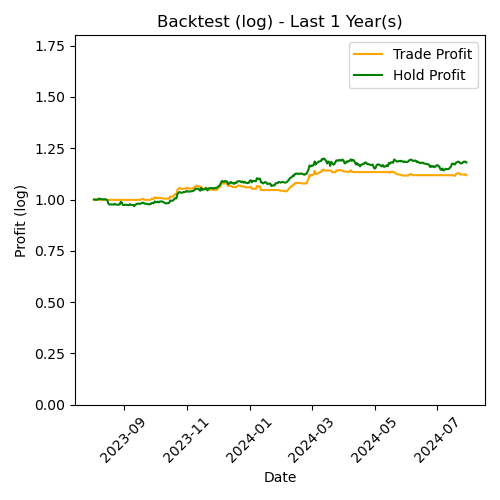 Backtest (log) - Last 1 Year(s)
Trade Profit
Hold Profit
Profit (log)
1.75
1.50
1.25
1.00
0.75
0.50
0.25
0.00
2023-09
2023-11
2024-01
2024-03
2024-05
2024-07
Date